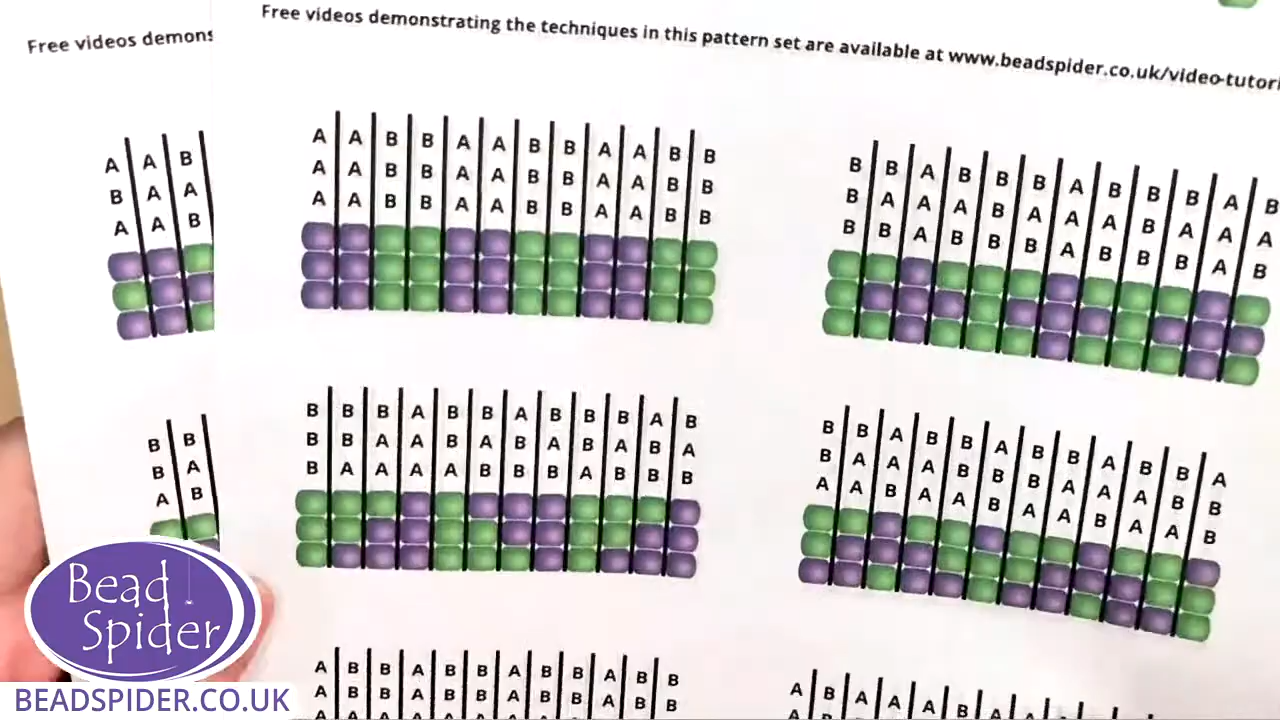 Free videos demons
Free videos demonstrating the techniques in this pattern set are available at www.beadspider.co.uk/video-tutori
A A B
B A A
A A B
A A B B A A B B A A B B
A A B B A A B B A A B B
A A B B A A B B A A B B
B B A B B B A B B B A B
B A A A B A A A B A A A
B B A B B B A B B B A B
B B
B A
A B
B B B A B B A B B B A B
B B A A B A B A B A B A
B A A A A B B B A B B B
B B A B B A B B A B B A
B A A A B B B A A A B B
A A B A A B A A B A A B
A B B A B B A B B A B B
A B B A B B A B B A B B
A B A A A B A
Bead
Spider
BEADSPIDER.CO.UK